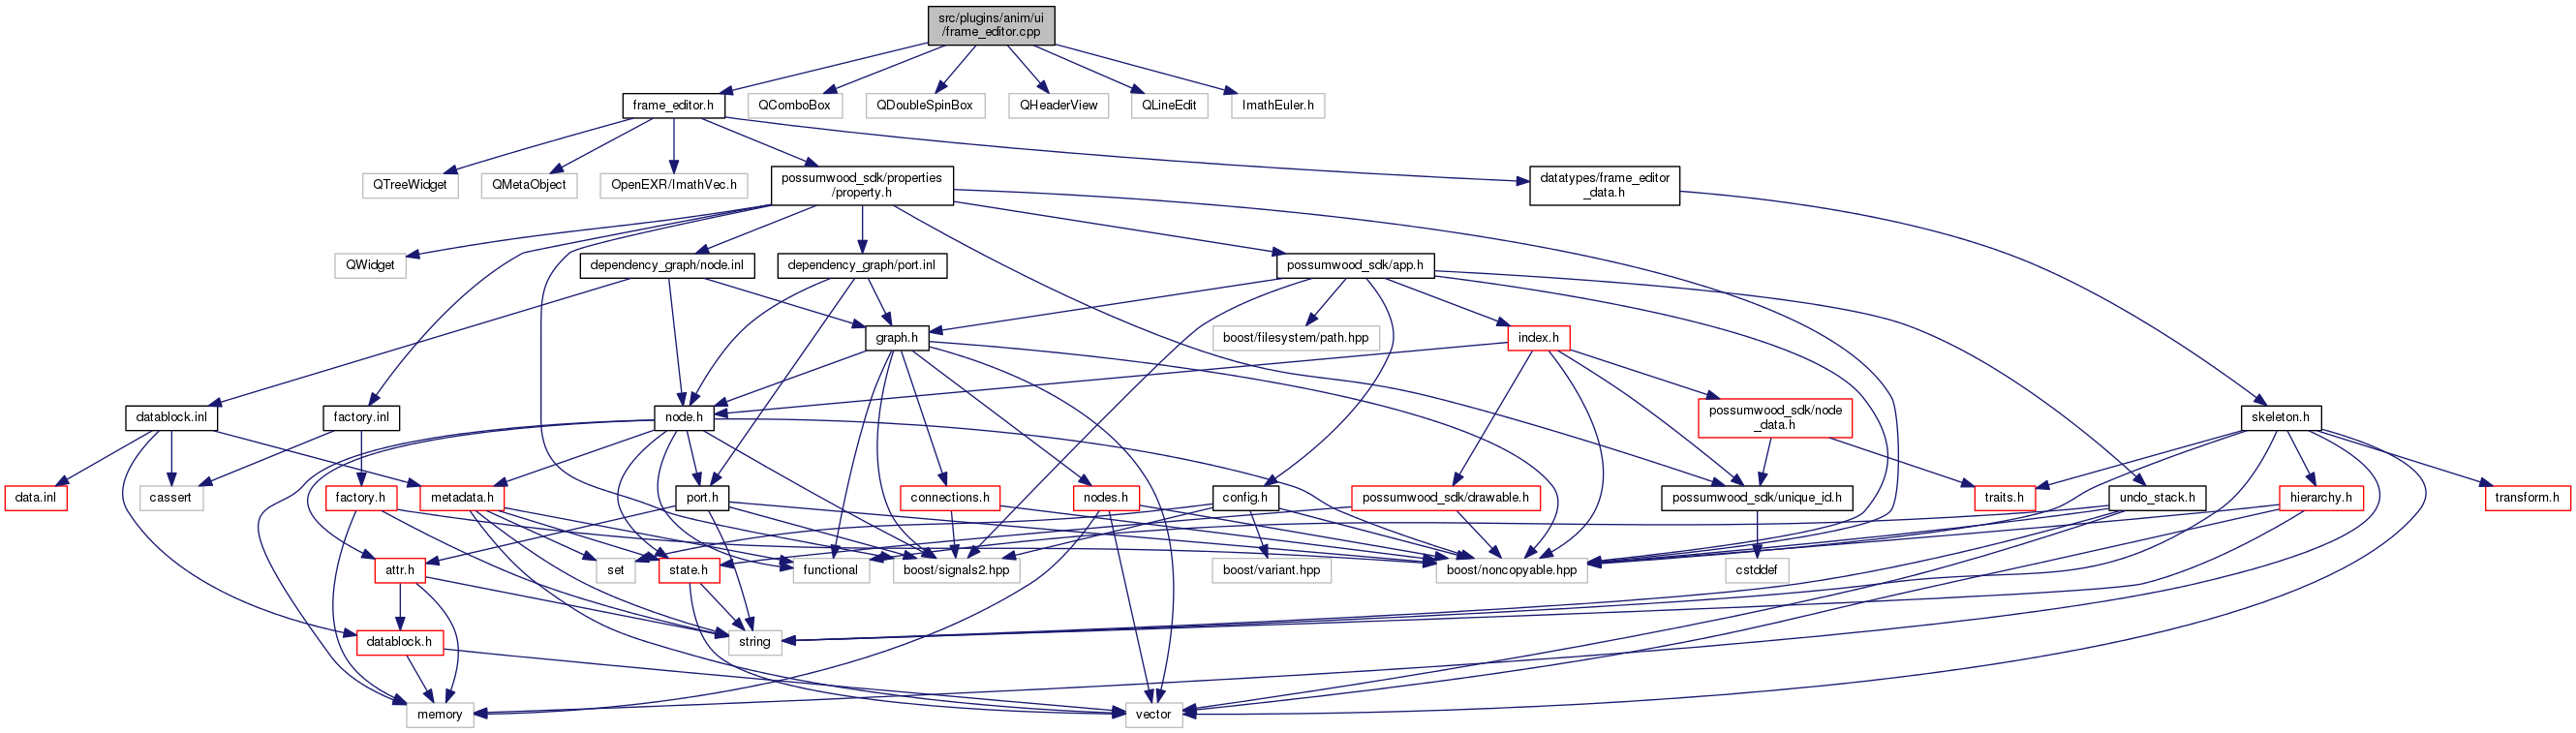 src/plugins/anim/ui
/frame_editor.cpp
frame_editor.h
QComboBox
QDoubleSpinBox
QHeaderView
QLineEdit
ImathEuler.h
QTreeWidget
QMetaObject
OpenEXR/ImathVec.h
possumwood_sdk/properties
/property.h
datatypes/frame_editor
_data.h
QWidget
dependency_graph/node.inl
dependency_graph/port.inl
possumwood_sdk/app.h
graph.h
boost/filesystem/path.hpp
index.h
datablock.inl
factory.inl
node.h
possumwood_sdk/node
_data.h
skeleton.h
data.inl
cassert
factory.h
metadata.h
port.h
connections.h
nodes.h
config.h
possumwood_sdk/drawable.h
possumwood_sdk/unique_id.h
traits.h
undo_stack.h
hierarchy.h
transform.h
attr.h
set
state.h
functional
boost/signals2.hpp
boost/variant.hpp
boost/noncopyable.hpp
cstddef
datablock.h
string
memory
vector